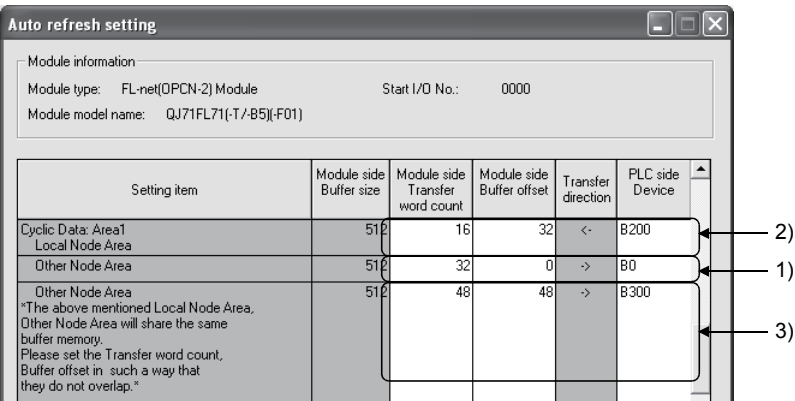 Auto refresh setting
Module information
Module type: FL-net(OPCN-2) Module Start I/O No.: 0000
Module model name: QJ71FL71(-T/-B5)(-F01)
Setting item
Module side
Buffer size
Module side
Transfer
word count
Module side
Buffer offset
Transfer
direction
PLC side
Device
Cyclic Data: Area1
Local Node Area
512 16 32 <- B200
2)
Other Node Area 512 32 0 -> B0
1)
Other Node Area 512 48 48 -> B300
*The above mentioned Local Node Area,
Other Node Area will share the same
buffer memory.
Please set the Transfer word count,
Buffer offset in such a way that
they do not overlap.*
3)